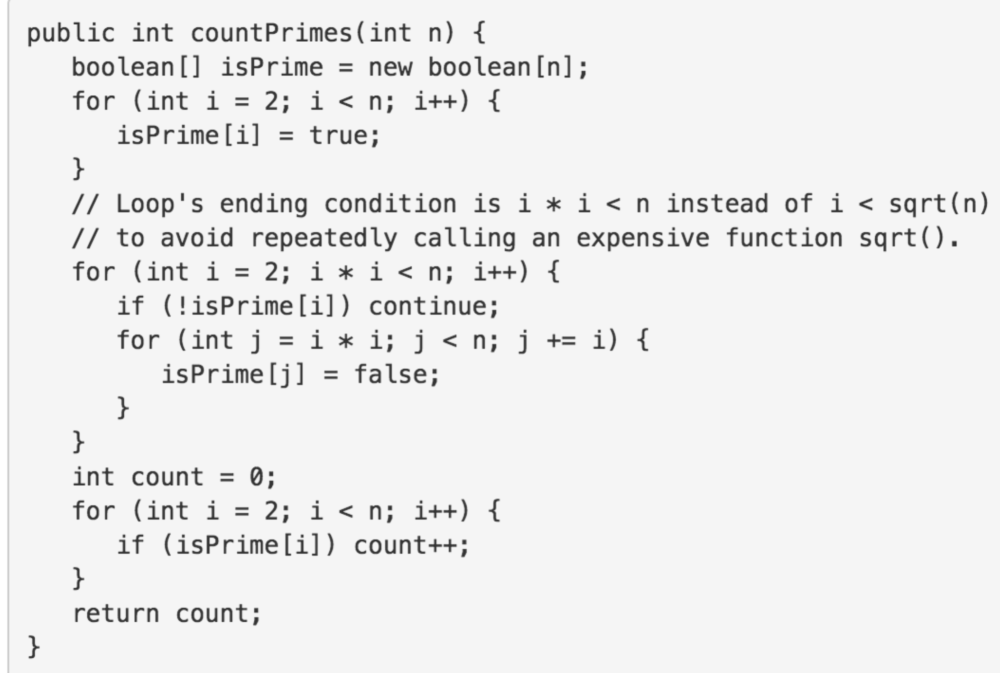 public int countPrimes(int n) {
   boolean[] isPrime = new boolean[n];
   for (int i = 2; i < n; i++) {
      isPrime[i] = true;
   }
   // Loop's ending condition is i * i < n instead of i < sqrt(n)
   // to avoid repeatedly calling an expensive function sqrt().
   for (int i = 2; i * i < n; i++) {
      if (!isPrime[i]) continue;
      for (int j = i * i; j < n; j += i) {
         isPrime[j] = false;
      }
   }
   int count = 0;
   for (int i = 2; i < n; i++) {
      if (isPrime[i]) count++;
   }
   return count;
}